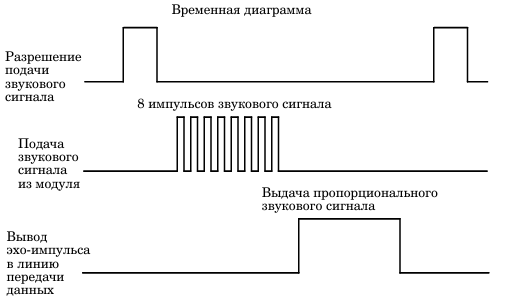 Временная диаграмма
Разрешение
подачи
звукового
сигнала
8 импульсов звукового сигнала
Подача
звукового
сигнала
из модуля
Выдача пропорционального
звукового сигнала
Вывод
эхо-импульса
в линию
передачи
данных